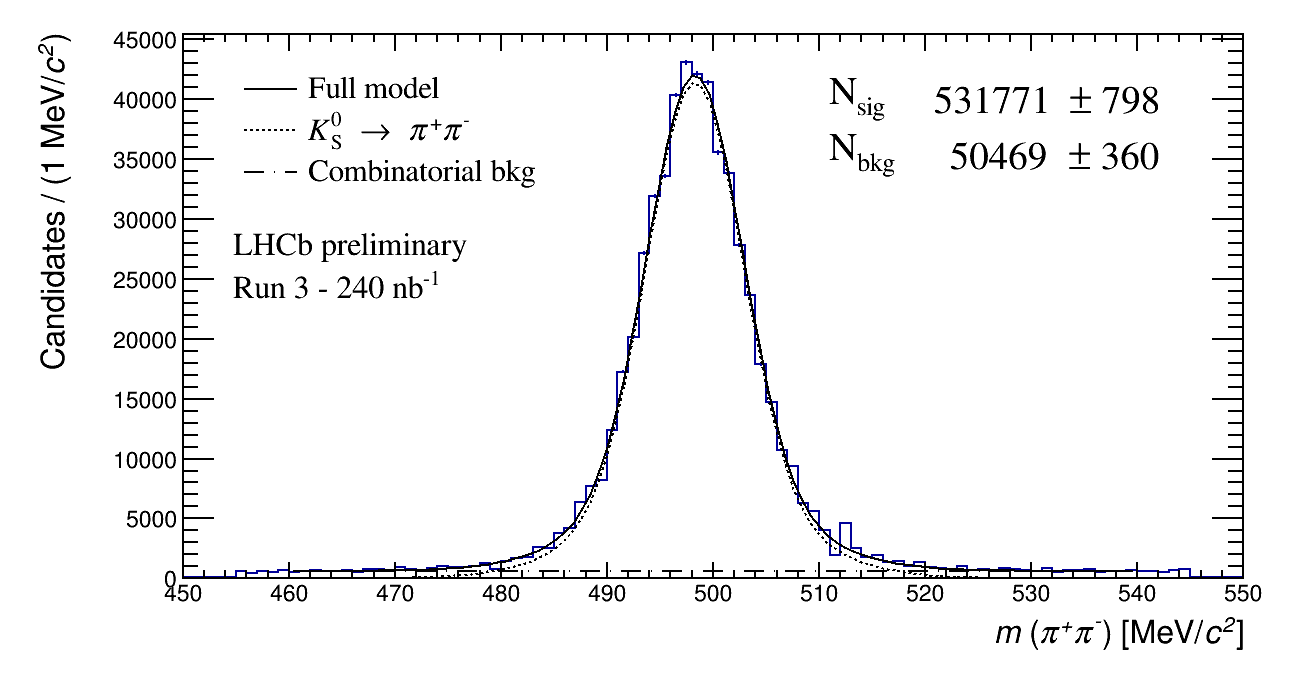 Candidates / (1 MeV/c²)
45000
40000
35000
30000
25000
20000
15000
10000
5000
0
Full model
K⁰S → π⁺π⁻
Combinatorial bkg
LHCb preliminary
Run 3 - 240 nb⁻¹
Nsig 531771 ± 798
Nbkg 50469 ± 360
450 460 470 480 490 500 510 520 530 540 550
m (π⁺π⁻) [MeV/c²]